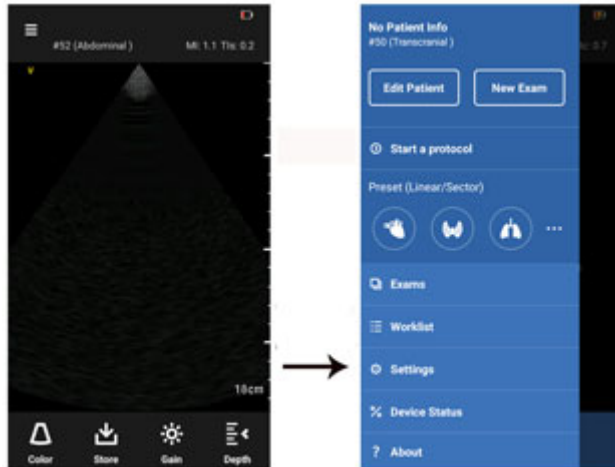 #52 (Abdominal )
MI: 1.1 TIs: 0.2
V
18cm
Color
Store
Gain
Depth
No Patient Info
#50 (Transcranial )
Edit Patient
New Exam
Start a protocol
Preset (Linear/Sector)
Exams
Worklist
Settings
Device Status
? About